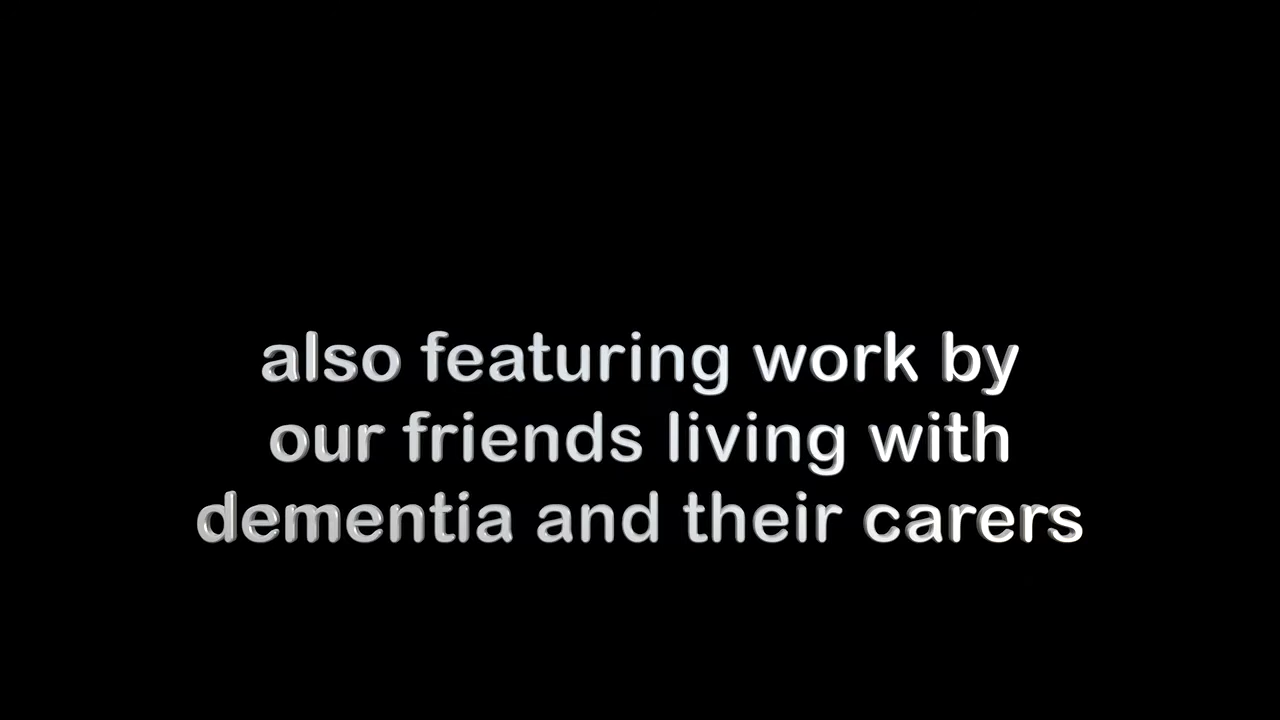 also featuring work by
our friends living with
dementia and their carers